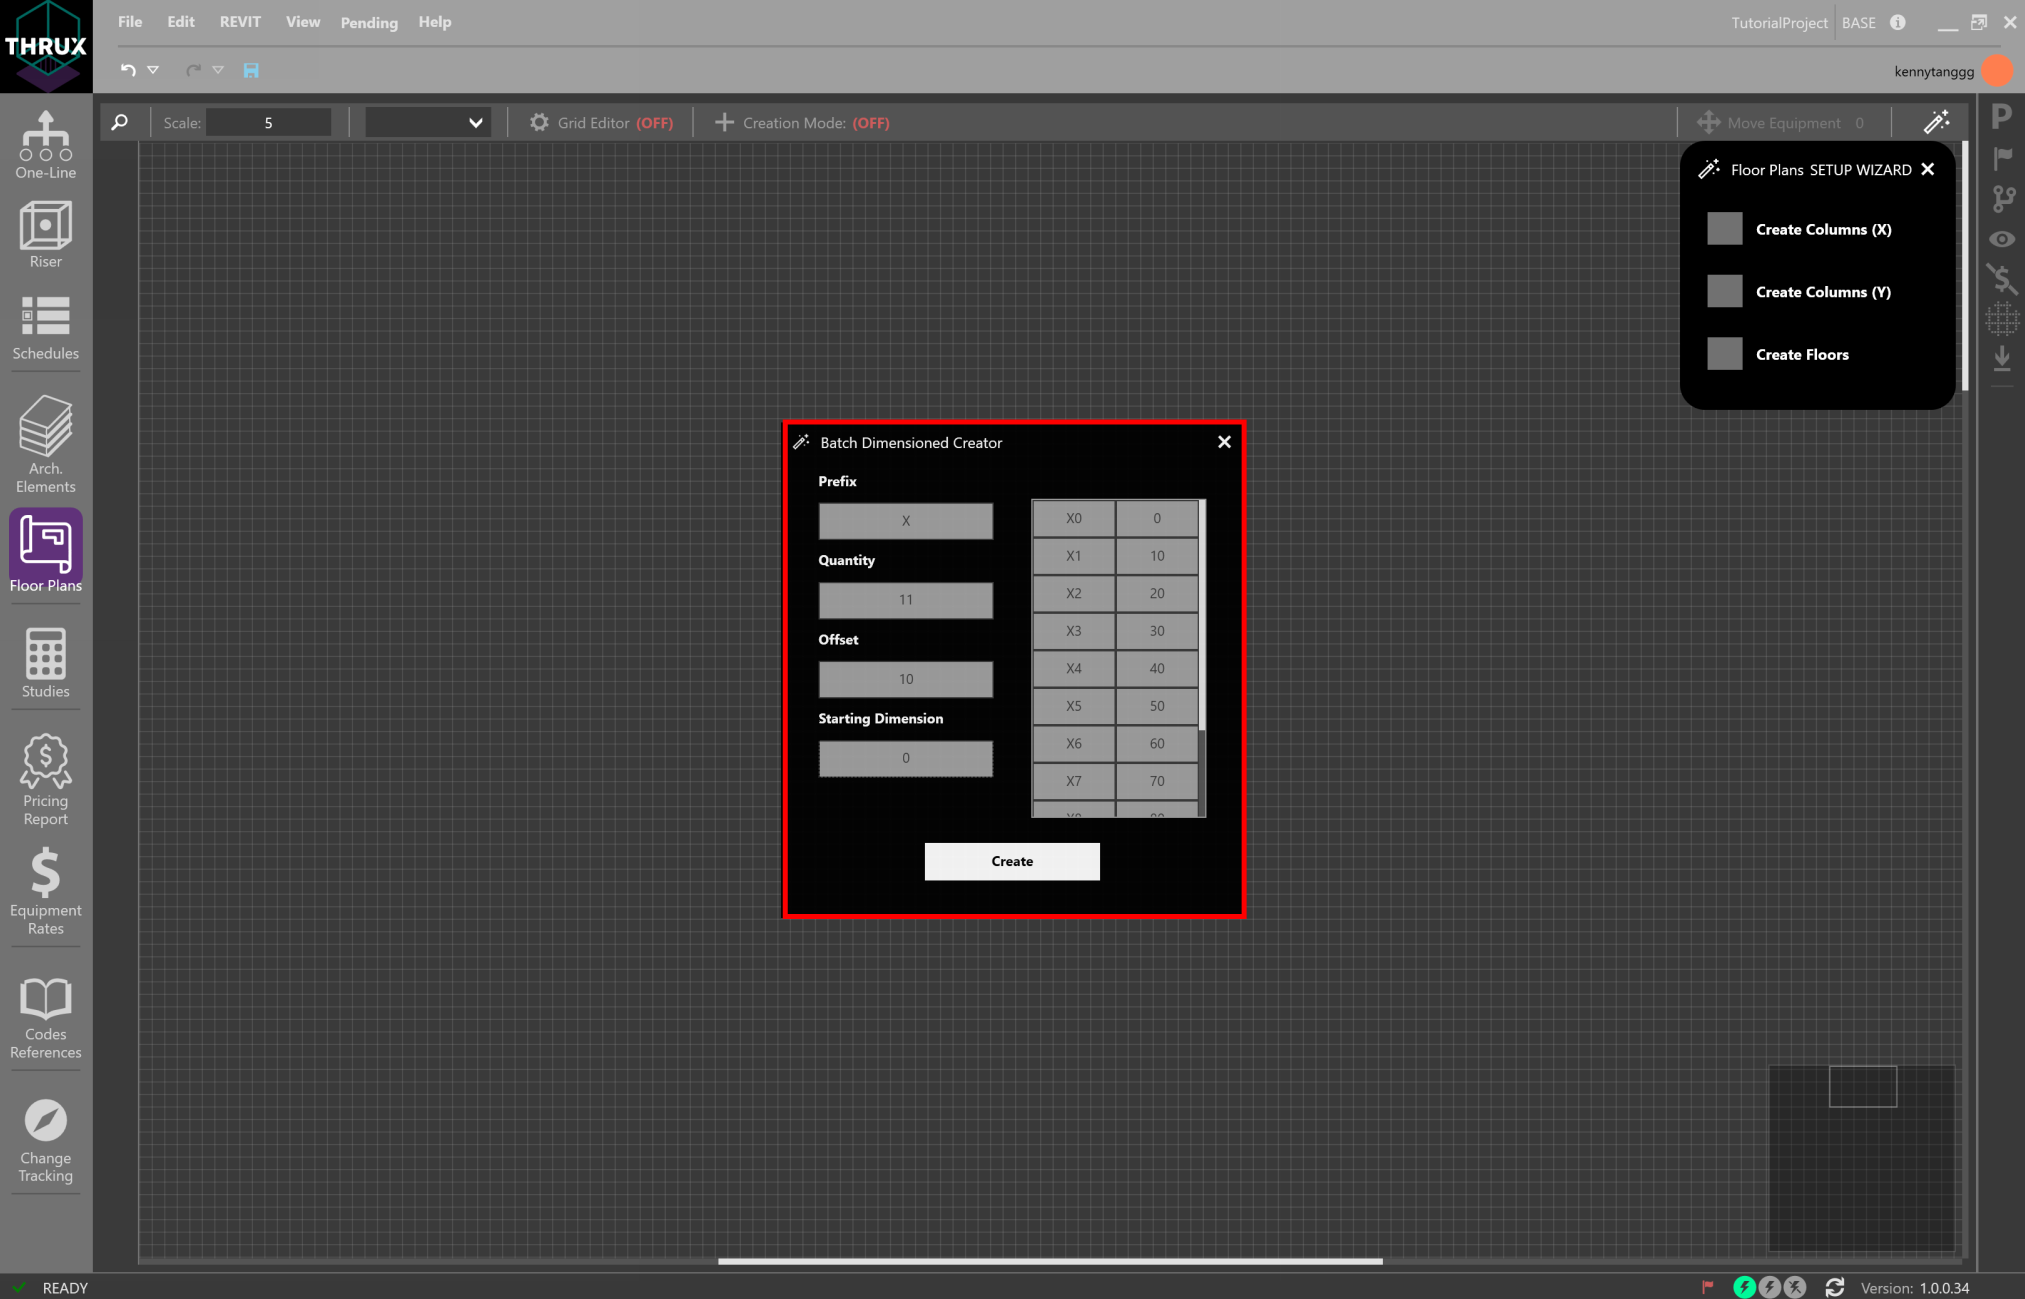 THRUX
File Edit REVIT View Pending Help
TutorialProject BASE
kennytanggg
Scale: 5 Grid Editor (OFF) Creation Mode: (OFF) Move Equipment 0
One-Line
Riser
Schedules
Arch.
Elements
Floor Plans
Studies
Pricing
Report
Equipment
Rates
Codes
References
Change
Tracking
Floor Plans SETUP WIZARD
Create Columns (X)
Create Columns (Y)
Create Floors
P
Batch Dimensioned Creator
Prefix
X
Quantity
11
Offset
10
Starting Dimension
0
X0 0
X1 10
X2 20
X3 30
X4 40
X5 50
X6 60
X7 70
Create
READY
Version: 1.0.0.34